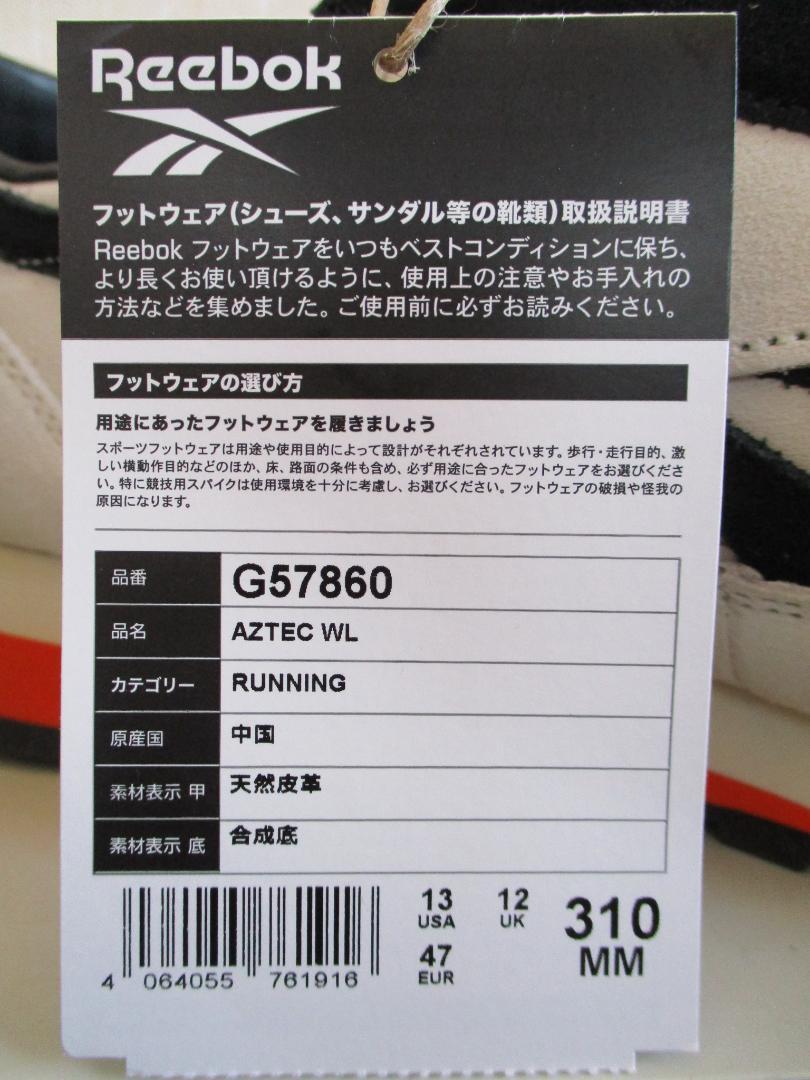 Reebok
フットウェア(シューズ、サンダル等の靴類)取扱説明書
Reebok フットウェアをいつもベストコンディションに保ち、
より長くお使い頂けるように、使用上の注意やお手入れの
方法などを集めました。ご使用前に必ずお読みください。
フットウェアの選び方
用途にあったフットウェアを履きましょう
スポーツフットウェアは用途や使用目的によって設計がそれぞれされています。歩行・走行目的、激
しい横動作目的などのほか、床、路面の条件も含め、必ず用途に合ったフットウェアをお選びくださ
い。特に競技用スパイクは使用環境を十分に考慮し、お選びください。フットウェアの破損や怪我の
原因になります。
品番 G57860
品名 AZTEC WL
カテゴリー RUNNING
原産国 中国
素材表示 甲 天然皮革
素材表示 底 合成底
13 12 310
USA UK MM
47
EUR
4 064055 761916